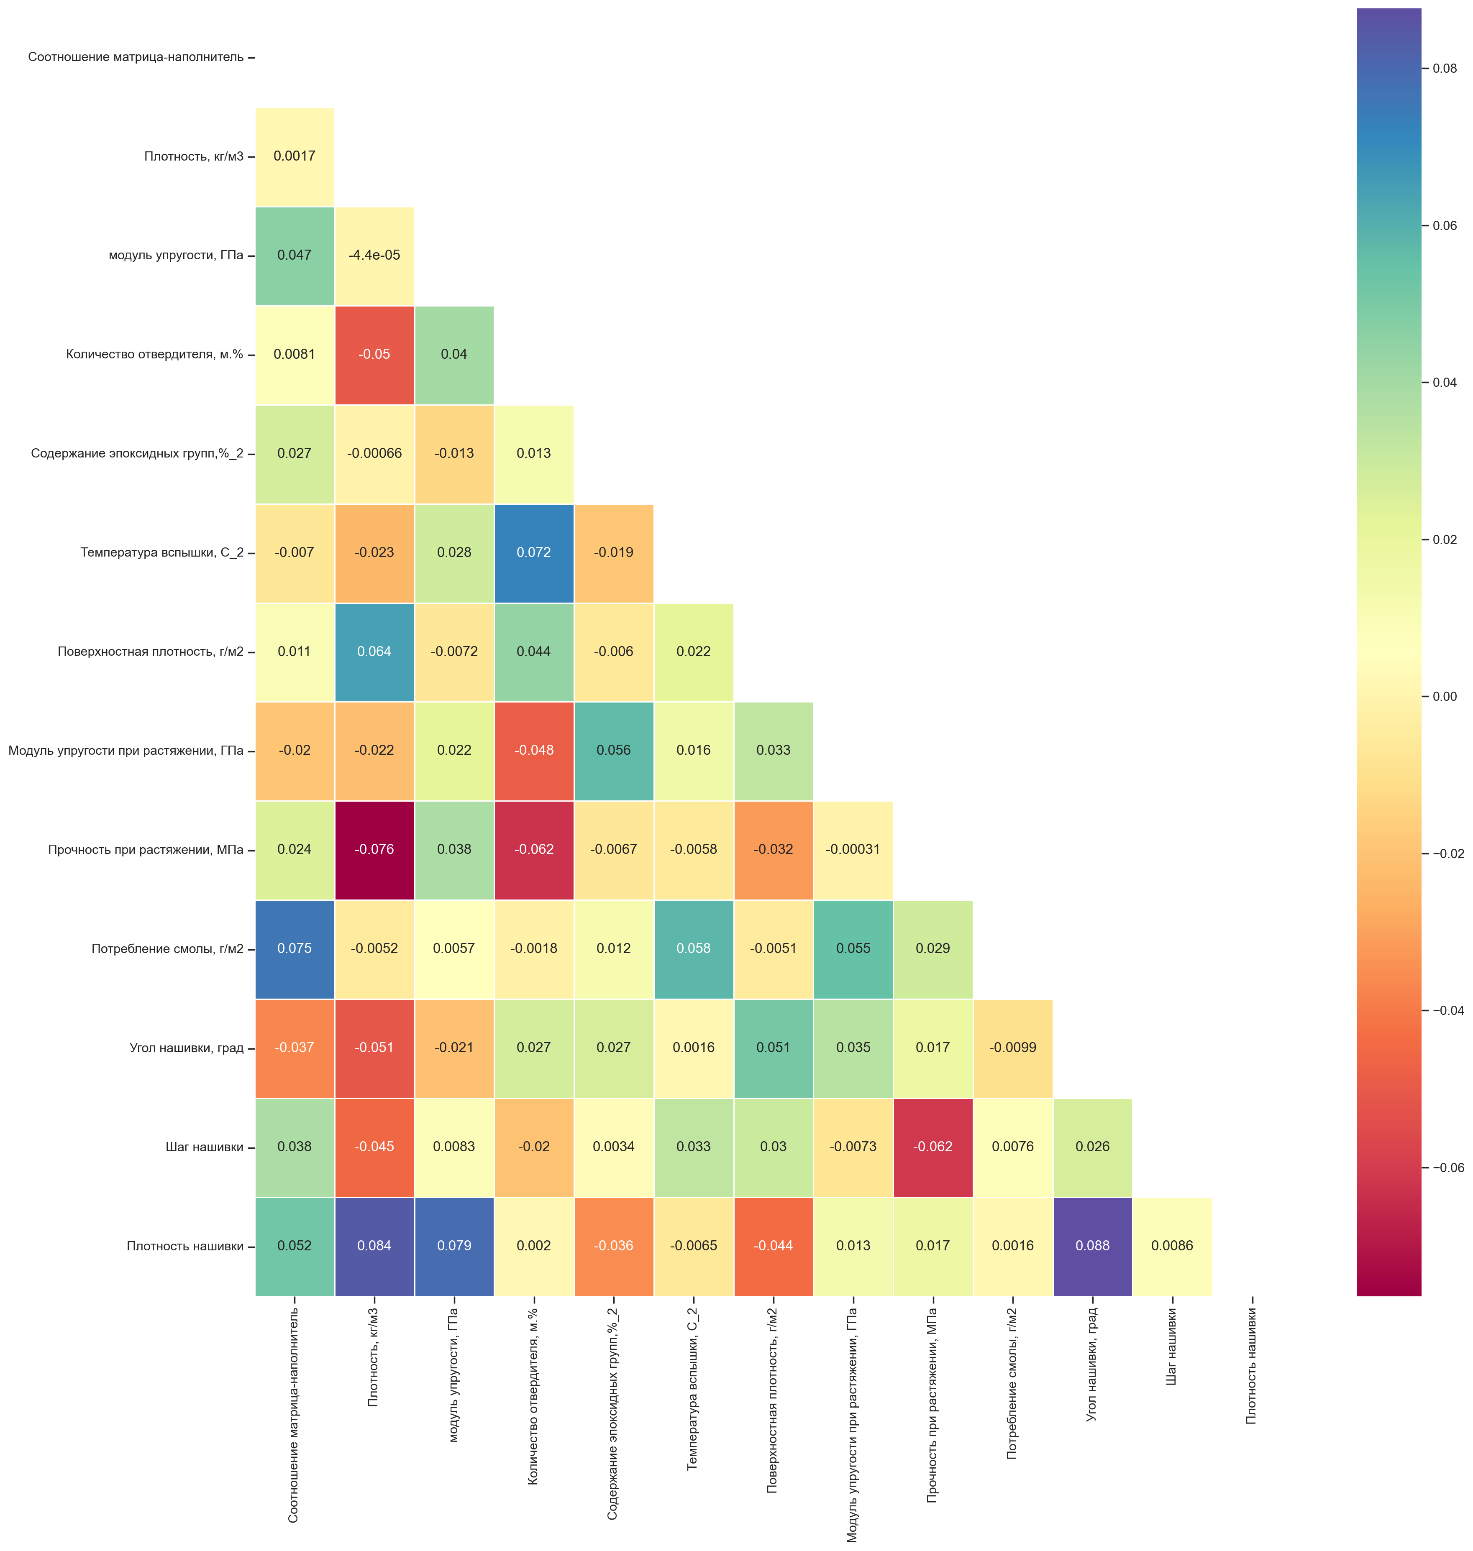 Соотношение матрица-наполнитель
Плотность, кг/м3
0.0017
модуль упругости, ГПа
0.047 -4.4e-05
Количество отвердителя, м.%
0.0081 -0.05 0.04
Содержание эпоксидных групп,%_2
0.027 -0.00066 -0.013 0.013
Температура вспышки, С_2
-0.007 -0.023 0.028 0.072 -0.019
Поверхностная плотность, г/м2
0.011 0.064 -0.0072 0.044 -0.006 0.022
Модуль упругости при растяжении, ГПа
-0.02 -0.022 0.022 -0.048 0.056 0.016 0.033
Прочность при растяжении, МПа
0.024 -0.076 0.038 -0.062 -0.0067 -0.0058 -0.032 -0.00031
Потребление смолы, г/м2
0.075 -0.0052 0.0057 -0.0018 0.012 0.058 -0.0051 0.055 0.029
Угол нашивки, град
-0.037 -0.051 -0.021 0.027 0.027 0.0016 0.051 0.035 0.017 -0.0099
Шаг нашивки
0.038 -0.045 0.0083 -0.02 0.0034 0.033 0.03 -0.0073 -0.062 0.0076 0.026
Плотность нашивки
0.052 0.084 0.079 0.002 -0.036 -0.0065 -0.044 0.013 0.017 0.0016 0.088 0.0086
Соотношение матрица-наполнитель
Плотность, кг/м3
модуль упругости, ГПа
Количество отвердителя, м.%
Содержание эпоксидных групп,%_2
Температура вспышки, С_2
Поверхностная плотность, г/м2
Модуль упругости при растяжении, ГПа
Прочность при растяжении, МПа
Потребление смолы, г/м2
Угол нашивки, град
Шаг нашивки
Плотность нашивки
0.08
0.06
0.04
0.02
0.00
−0.02
−0.04
−0.06